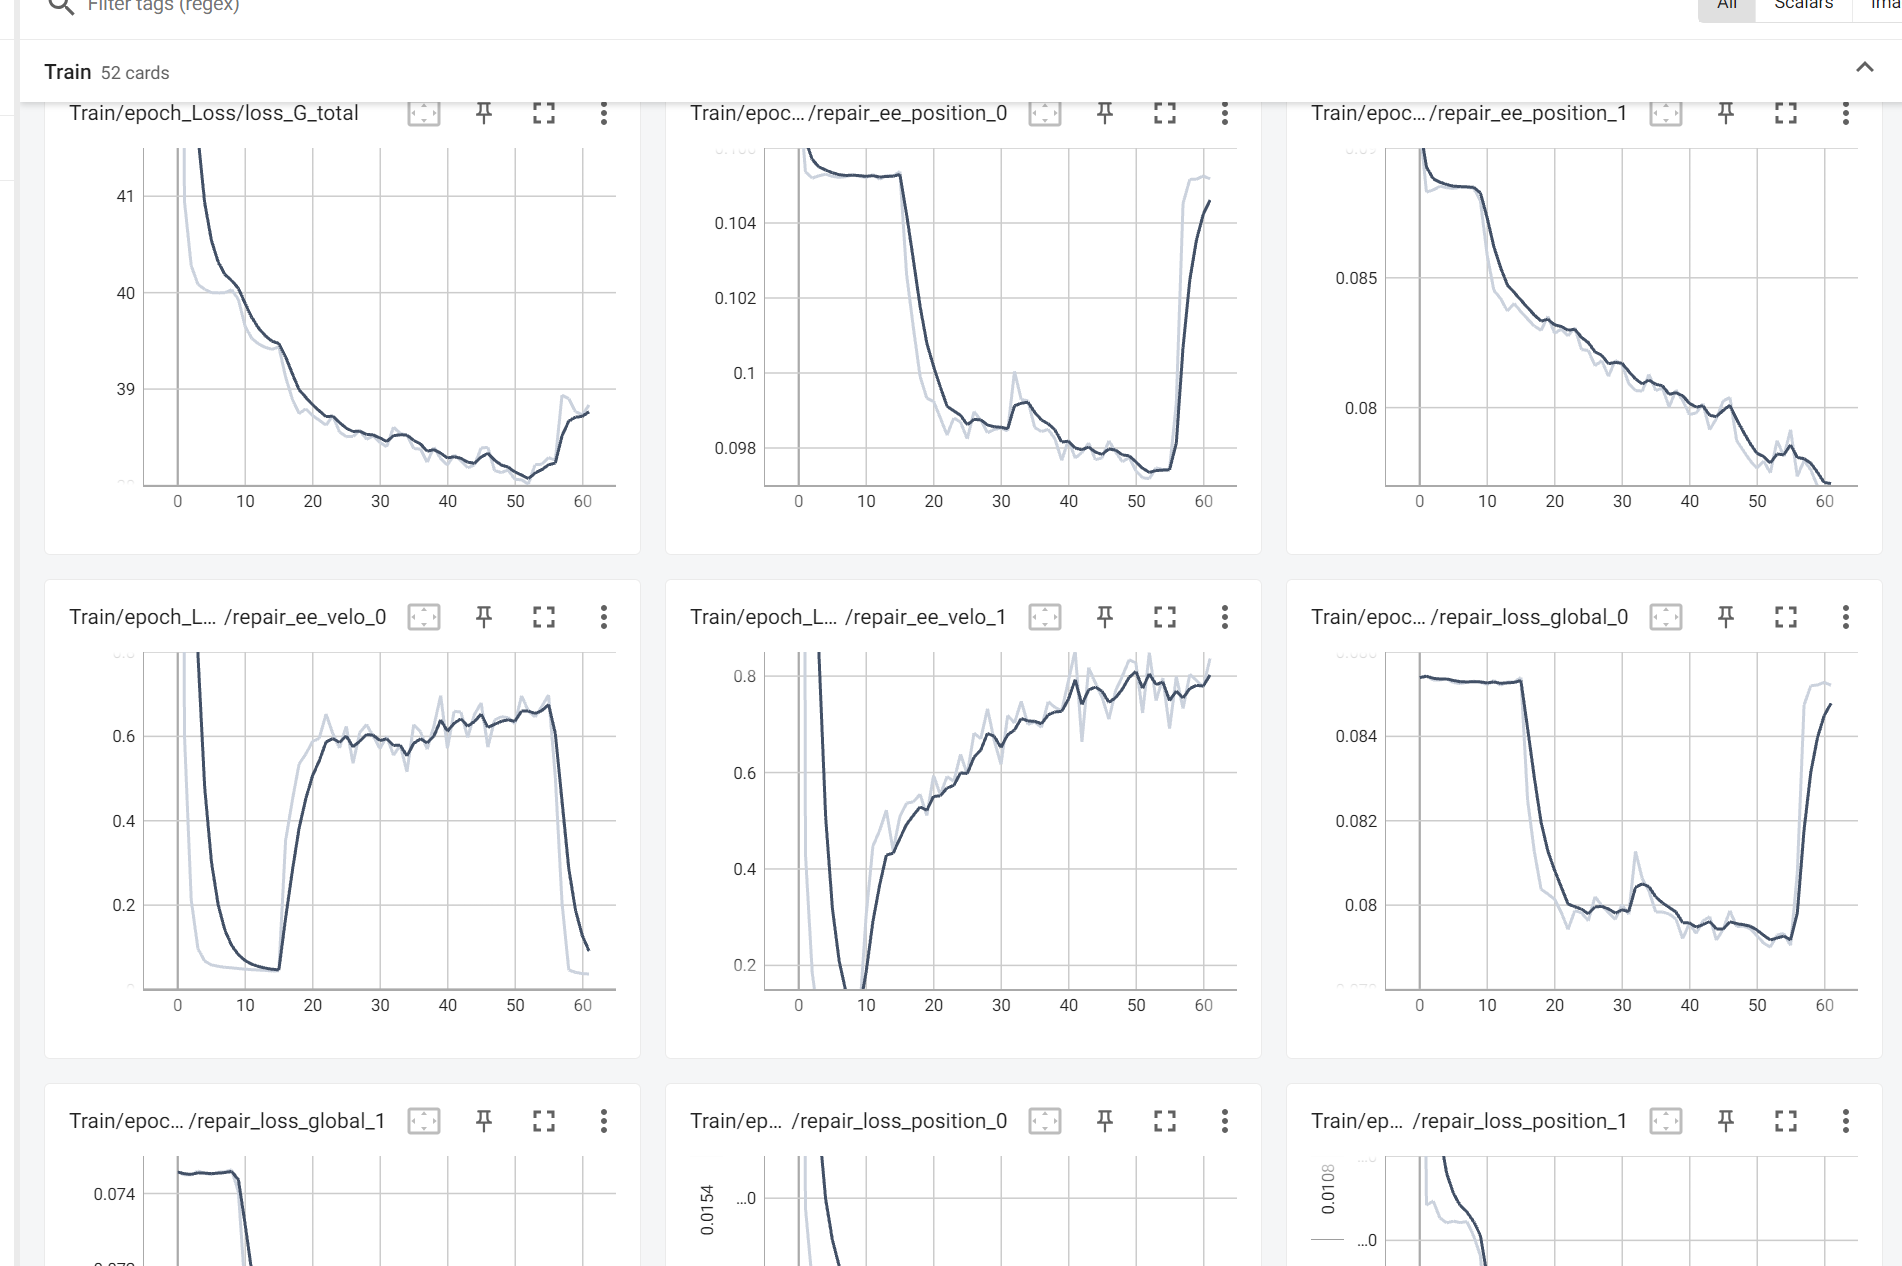 Filter tags (regex)
All
Scalars
Train 52 cards
Train/epoch_Loss/loss_G_total
41
40
39
0 10 20 30 40 50 60
Train/epoc... /repair_ee_position_0
0.104
0.102
0.1
0.098
0 10 20 30 40 50 60
Train/epoc... /repair_ee_position_1
0.085
0.08
0 10 20 30 40 50 60
Train/epoch_L... /repair_ee_velo_0
0.6
0.4
0.2
0 10 20 30 40 50 60
Train/epoch_L... /repair_ee_velo_1
0.8
0.6
0.4
0.2
0 10 20 30 40 50 60
Train/epoc... /repair_loss_global_0
0.084
0.082
0.08
0 10 20 30 40 50 60
Train/epoc... /repair_loss_global_1
0.074
Train/ep... /repair_loss_position_0
0.0154
...0
Train/ep... /repair_loss_position_1
0.0108
...0